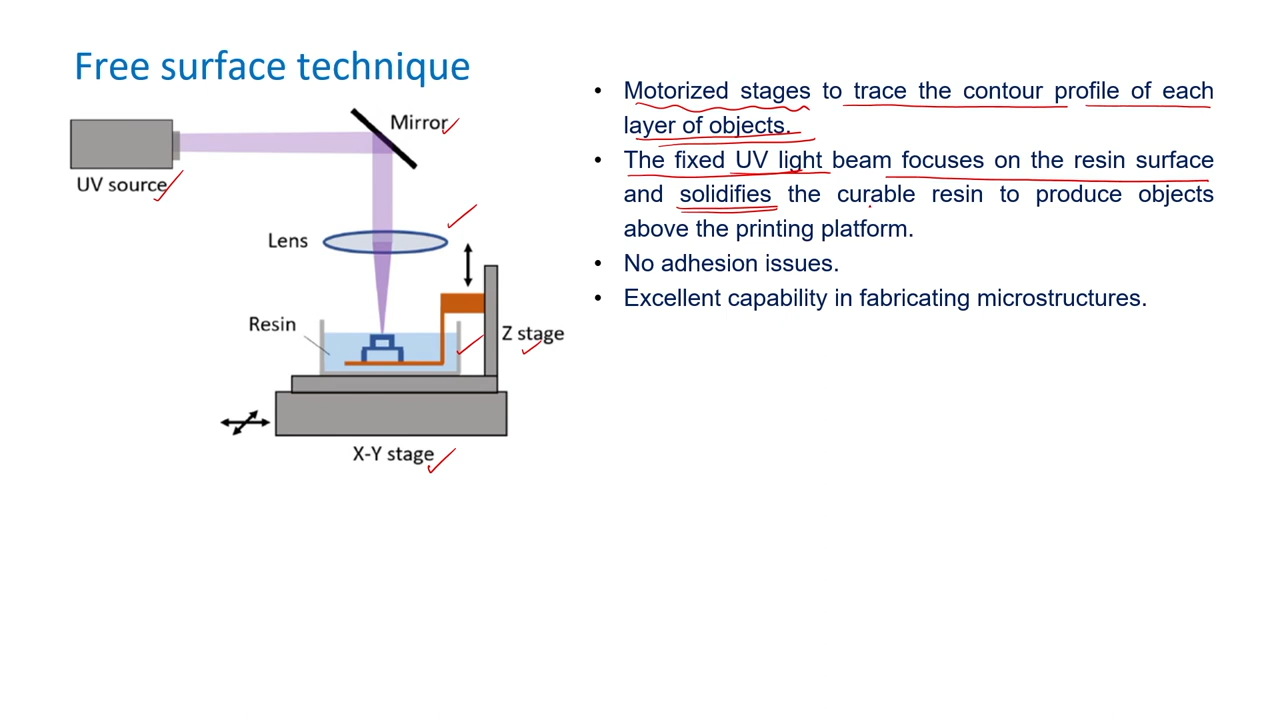 Free surface technique
Mirror
UV source
Lens
Resin
Z stage
X-Y stage
• Motorized stages to trace the contour profile of each
layer of objects.
• The fixed UV light beam focuses on the resin surface
and solidifies the curable resin to produce objects
above the printing platform.
• No adhesion issues.
• Excellent capability in fabricating microstructures.